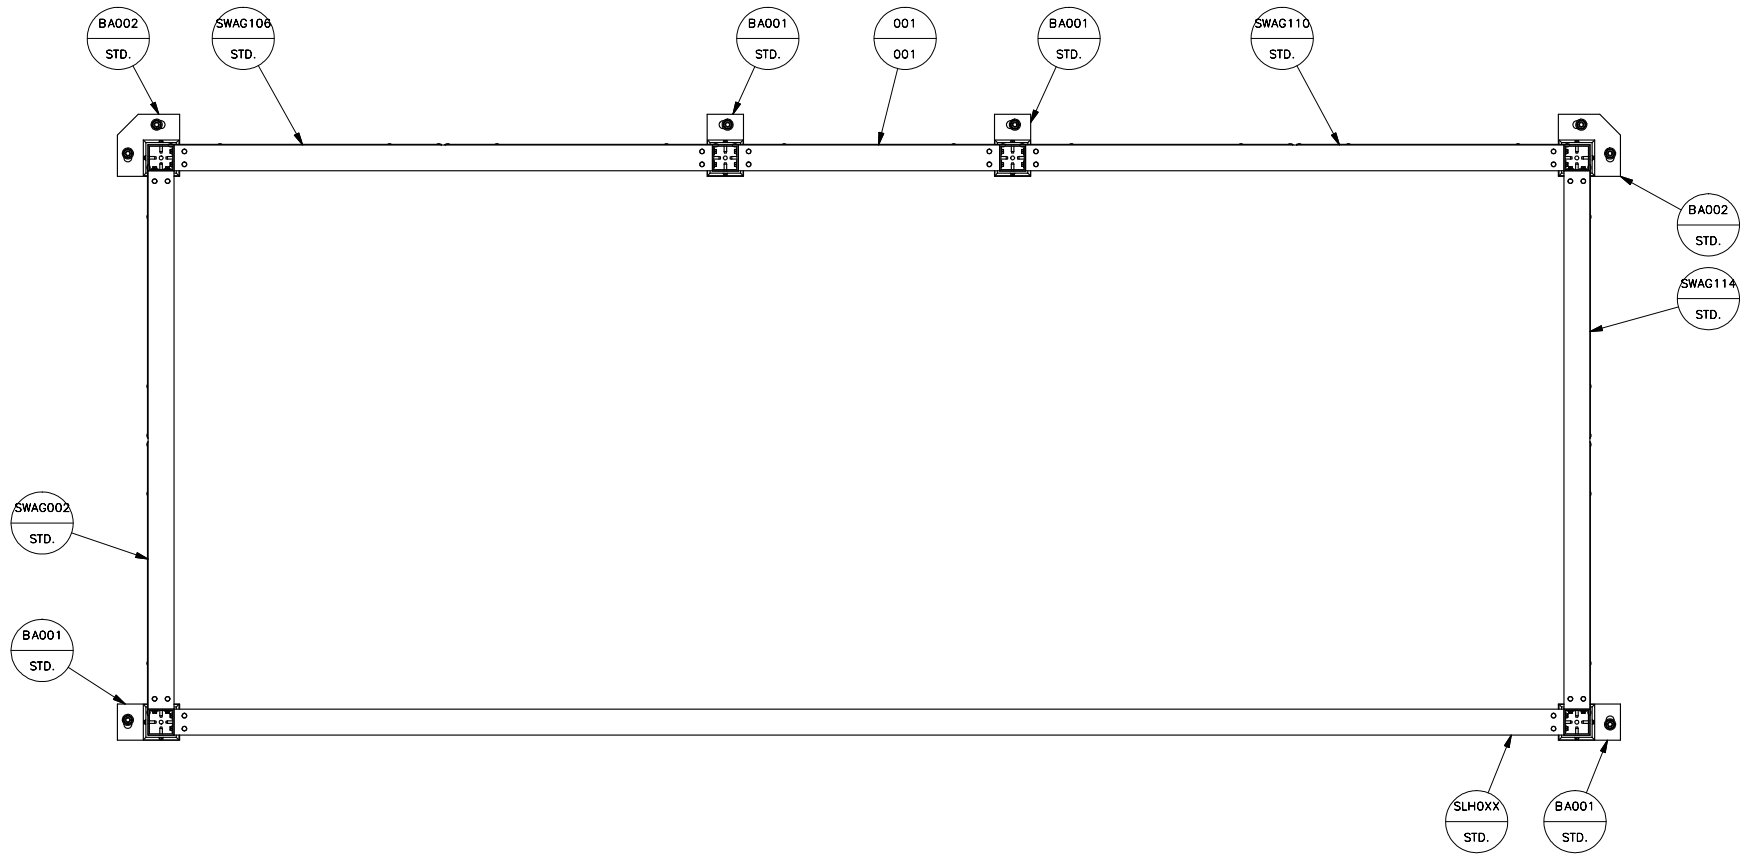 BA002
STD.
SWAG106
STD.
BA001
STD.
001
001
BA001
STD.
SWAG110
STD.
BA002
STD.
SWAG114
STD.
SWAG002
STD.
BA001
STD.
SLH0XX
STD.
BA001
STD.